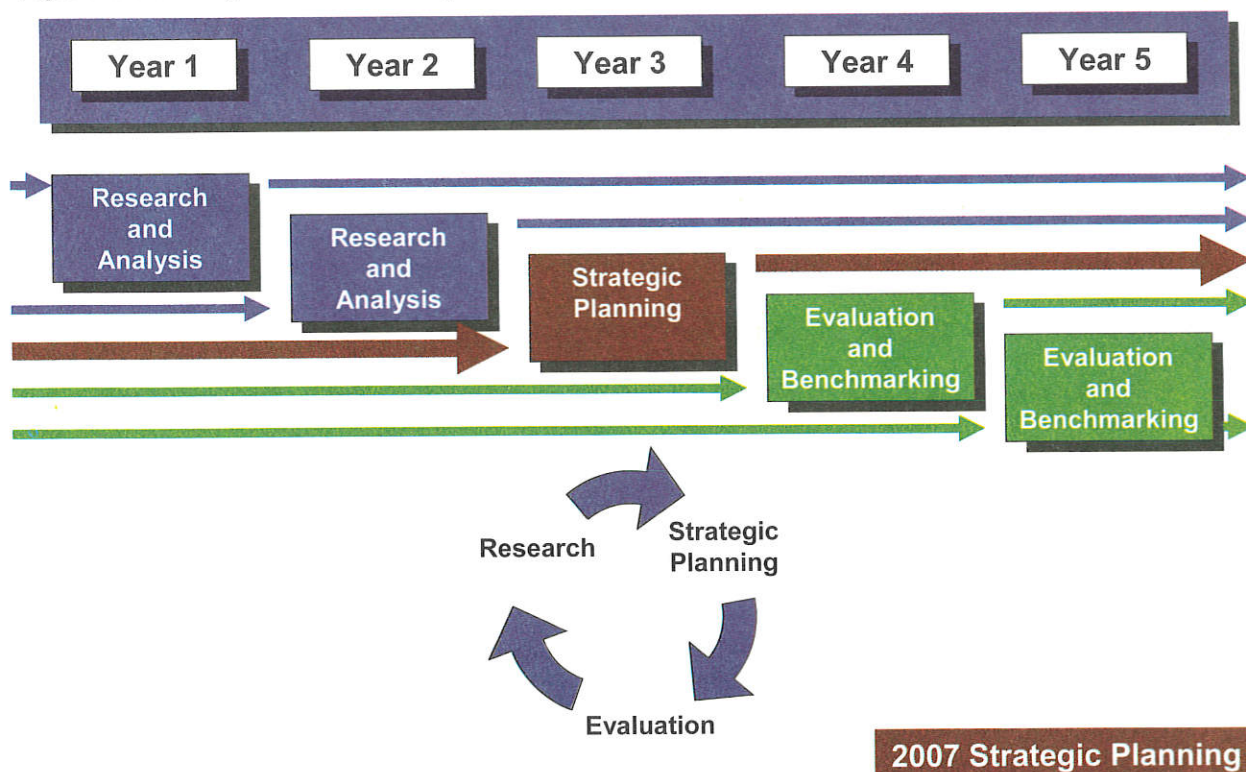 Year 1
Year 2
Year 3
Year 4
Year 5
Research
and
Analysis
Research
and
Analysis
Strategic
Planning
Evaluation
and
Benchmarking
Evaluation
and
Benchmarking
Research
Strategic
Planning
Evaluation
2007 Strategic Planning